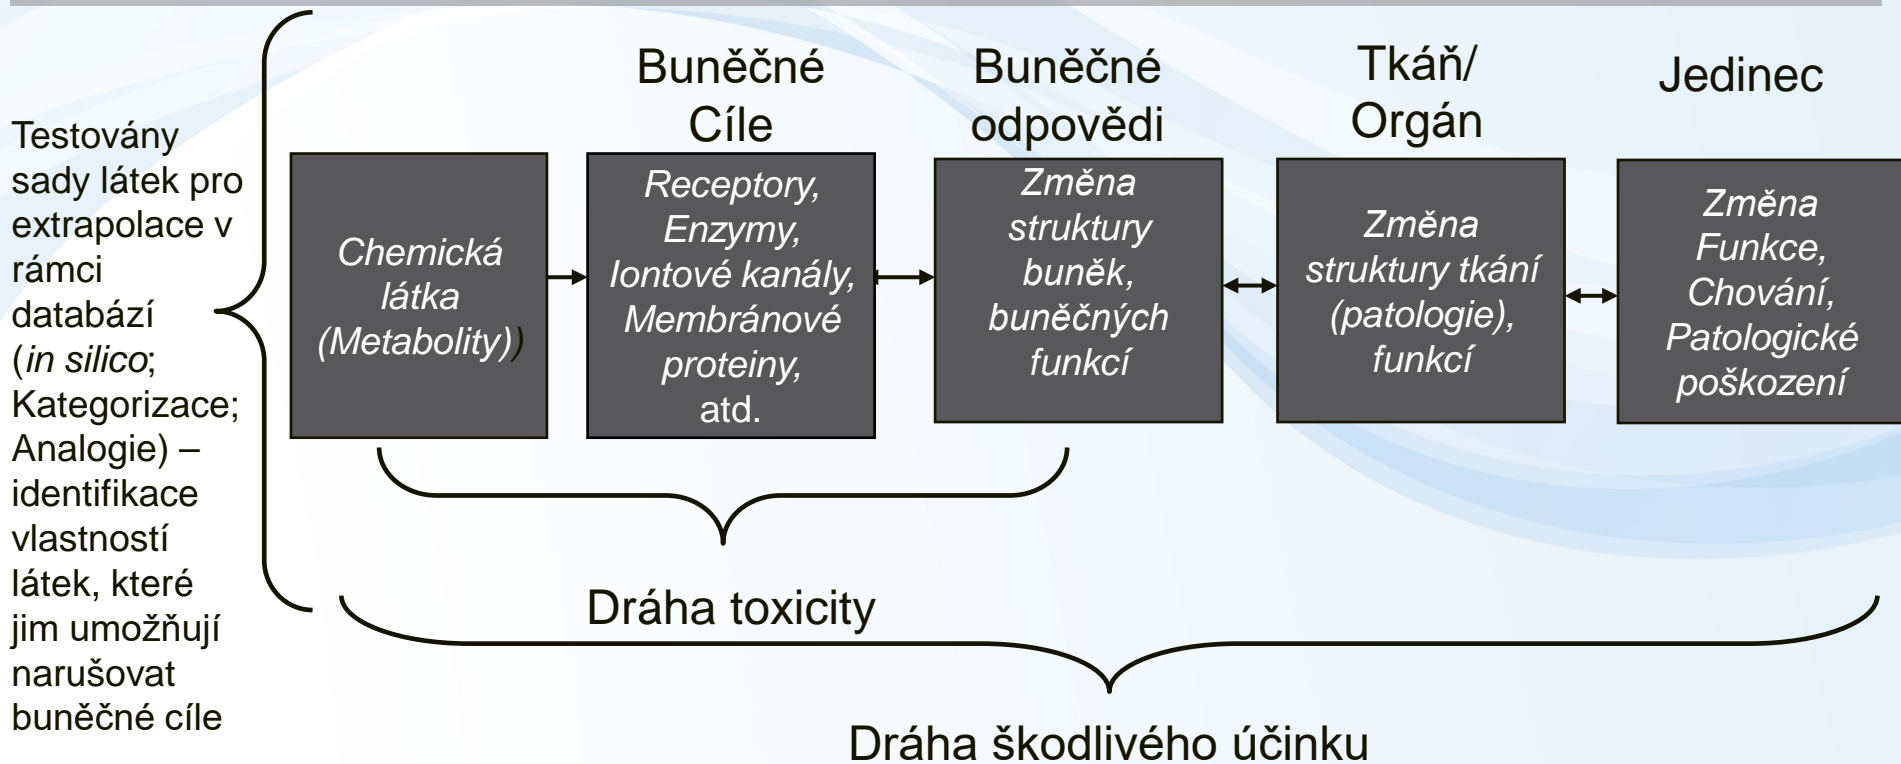 Testovány
sady látek pro
extrapolace v
rámci
databází
(in silico;
Kategorizace;
Analogie) –
identifikace
vlastností
látek, které
jim umožňují
narušovat
buněčné cíle
Chemická
látka
(Metabolity))
Buněčné
Cíle
Receptory,
Enzymy,
Iontové kanály,
Membránové
proteiny,
atd.
Buněčné
odpovědi
Změna
struktury
buněk,
buněčných
funkcí
Tkáň/
Orgán
Změna
struktury tkání
(patologie),
funkcí
Jedinec
Změna
Funkce,
Chování,
Patologické
poškození
Dráha toxicity
Dráha škodlivého účinku